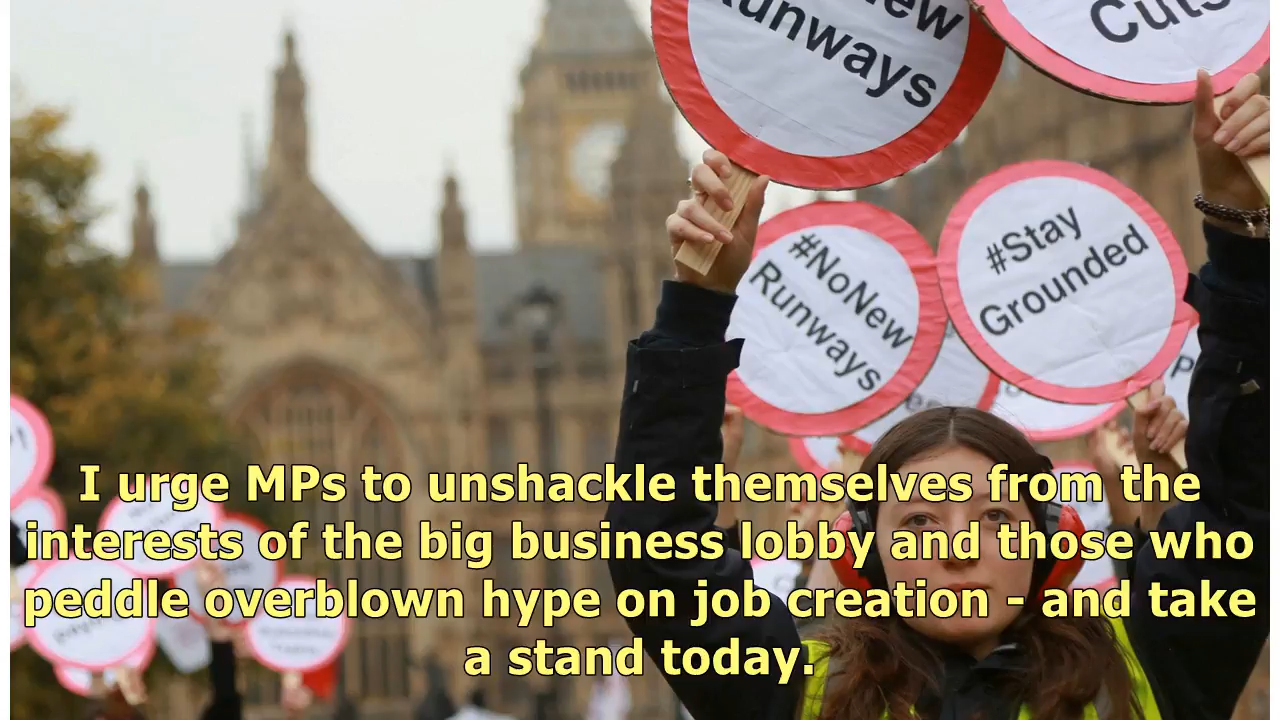 New
Runways
Cuts
#Stay
Grounded
#NoNew
Runways
I urge MPs to unshackle themselves from the
interests of the big business lobby and those who
peddle overblown hype on job creation - and take
a stand today.